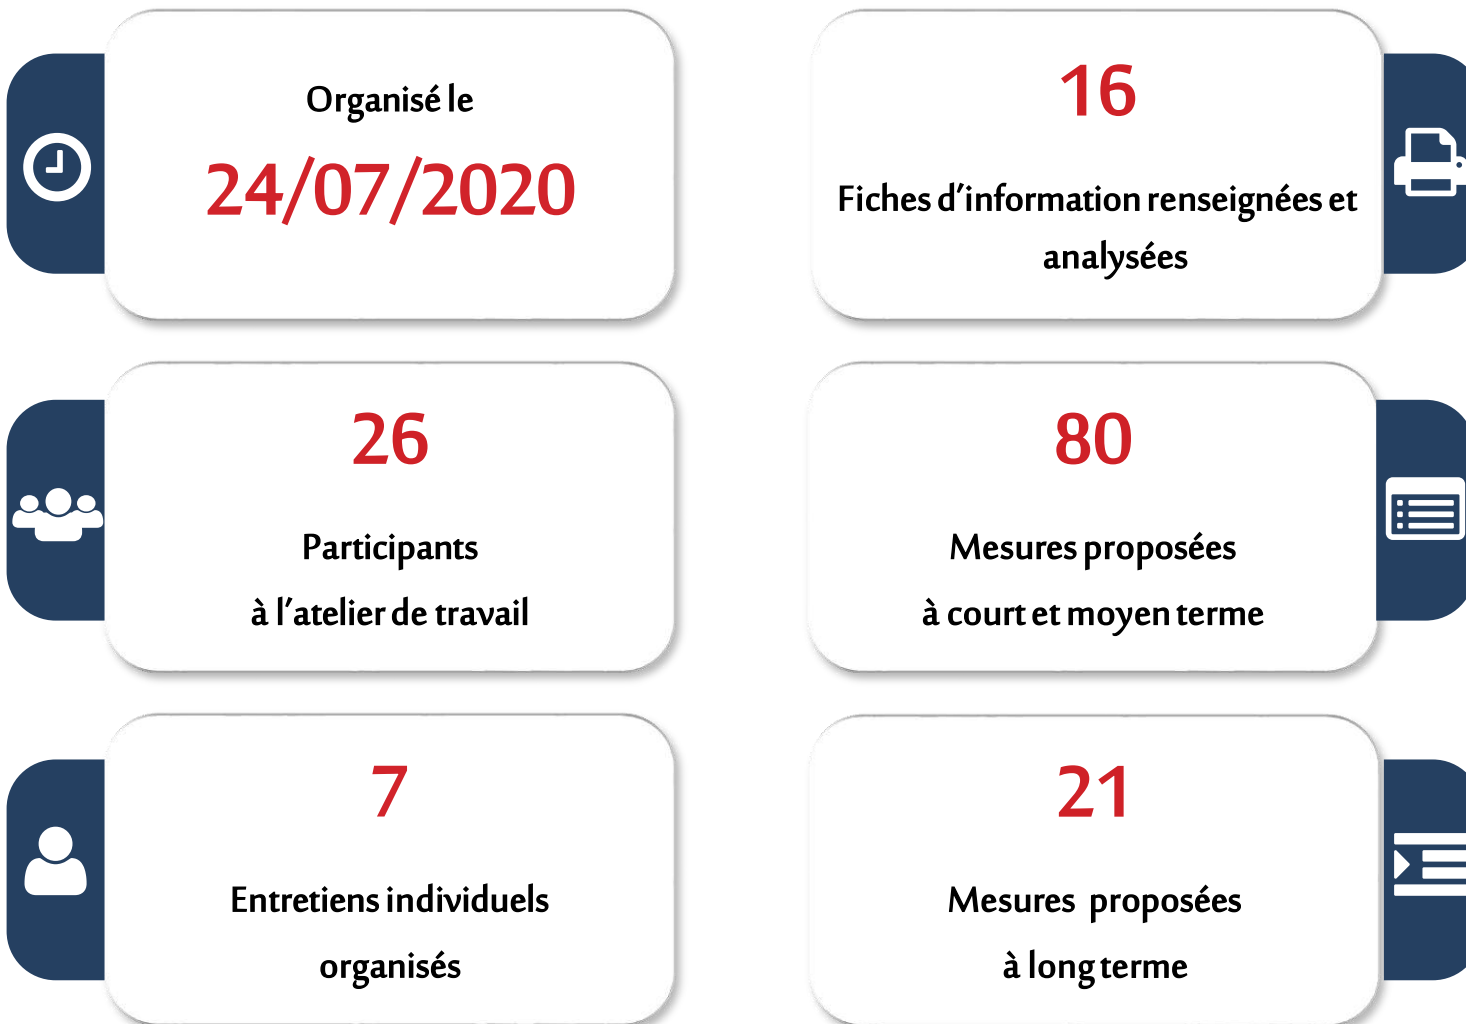 Organisé le
24/07/2020
16
Fiches d’information renseignées et
analysées
26
Participants
à l’atelier de travail
80
Mesures proposées
à court et moyen terme
7
Entretiens individuels
organisés
21
Mesures proposées
à long terme